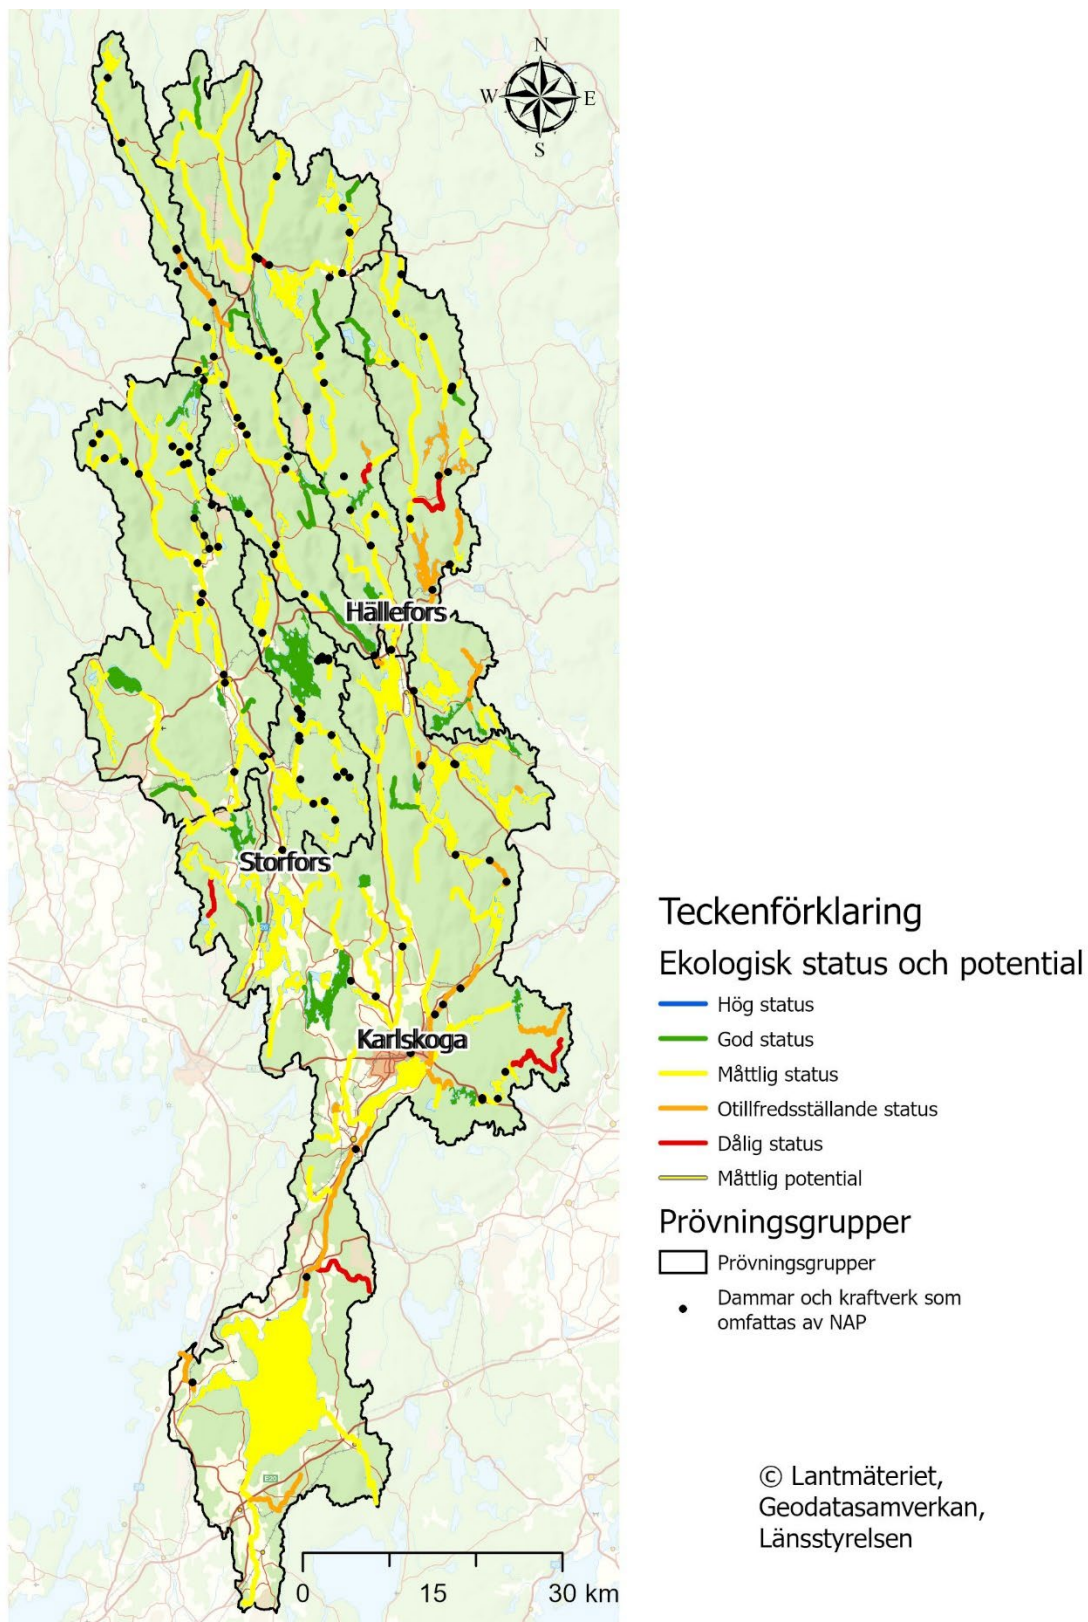 N
W
E
S
Hällefors
Storfors
Karlskoga
E20
0
15
30 km
Teckenförklaring
Ekologisk status och potential
Hög status
God status
Måttlig status
Otillfredsställande status
Dålig status
Måttlig potential
Prövningsgrupper
Prövningsgrupper
Dammar och kraftverk som
omfattas av NAP
© Lantmäteriet,
Geodatasamverkan,
Länsstyrelsen